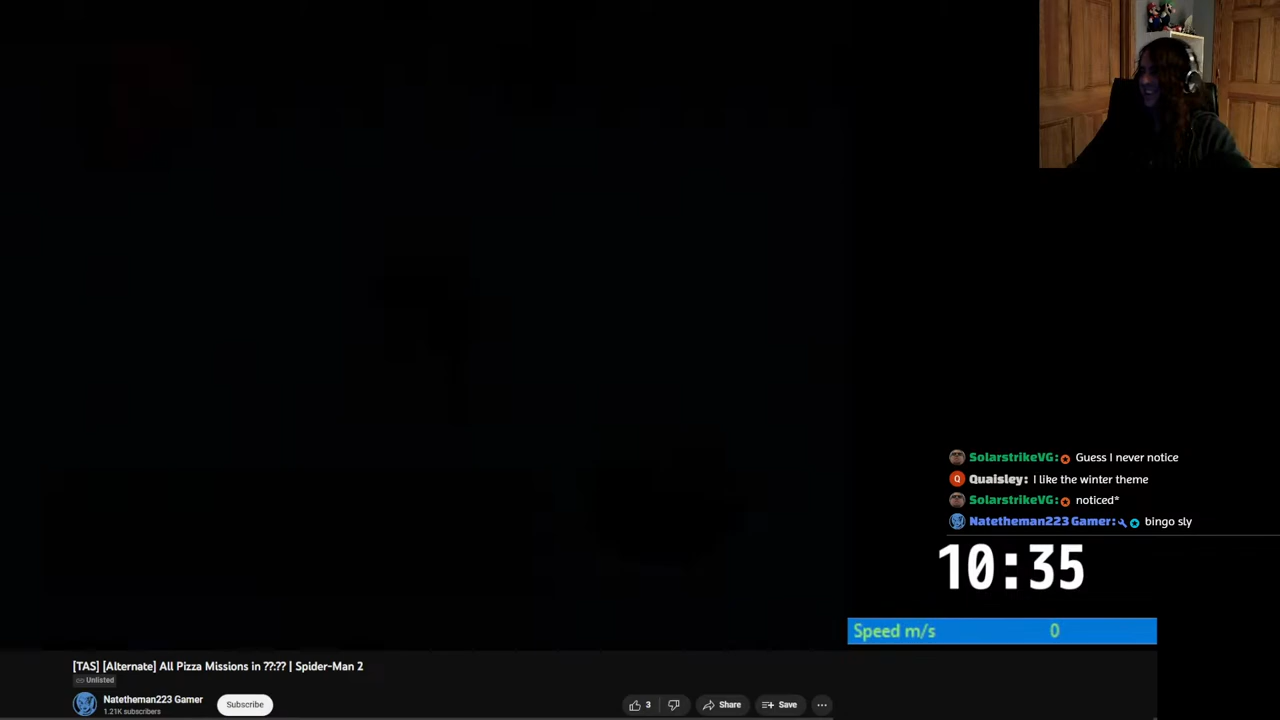 SolarstrikeVG: Guess I never notice
Q Quaisley: I like the winter theme
SolarstrikeVG: noticed*
Natetheman223 Gamer: bingo sly
10:35
Speed m/s 0
[TAS] [Alternate] All Pizza Missions in ??:?? | Spider-Man 2
Unlisted
Natetheman223 Gamer
1.21K subscribers
Subscribe
3
Share
Save